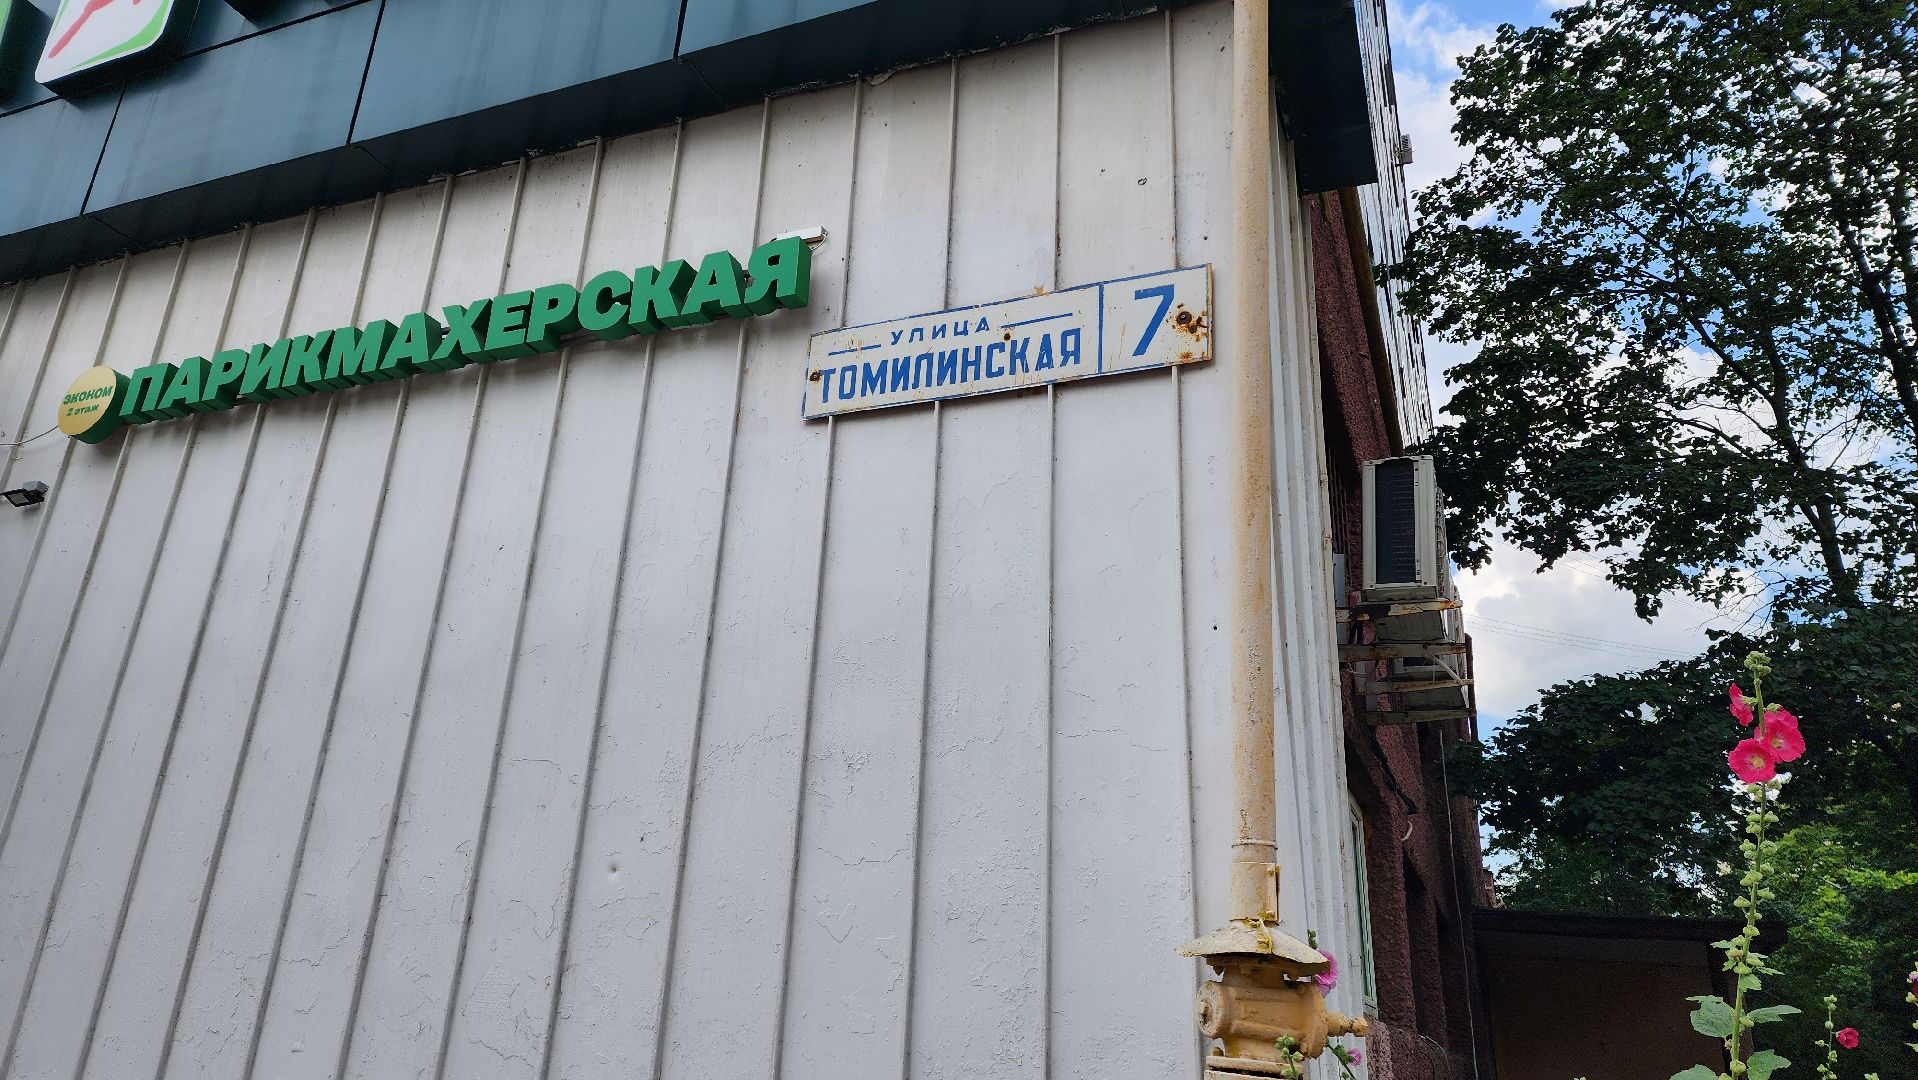 ЭКОНОМ
2 этаж
ПАРИКМАХЕРСКАЯ
УЛИЦА
ТОМИЛИНСКАЯ
7